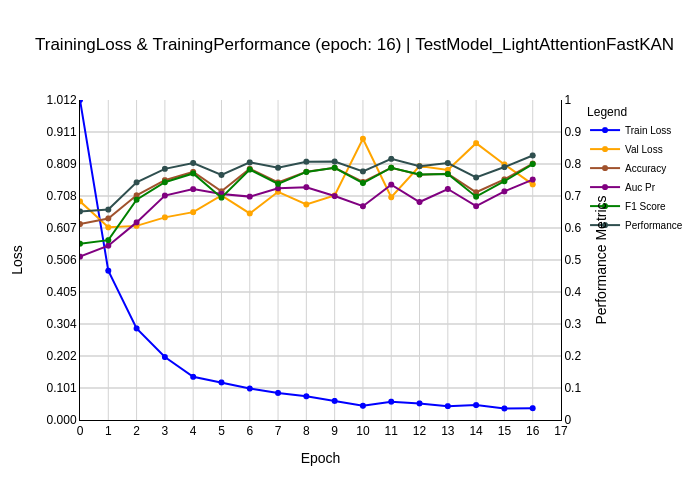 TrainingLoss & TrainingPerformance (epoch: 16) | TestModel_LightAttentionFastKAN
1.012
0.911
0.809
0.708
0.607
0.506
0.405
0.304
0.202
0.101
0.000
Loss
0 1 2 3 4 5 6 7 8 9 10 11 12 13 14 15 16 17
Epoch
1
0.9
0.8
0.7
0.6
0.5
0.4
0.3
0.2
0.1
0
Performance Metrics
Legend
Train Loss
Val Loss
Accuracy
Auc Pr
F1 Score
Performance